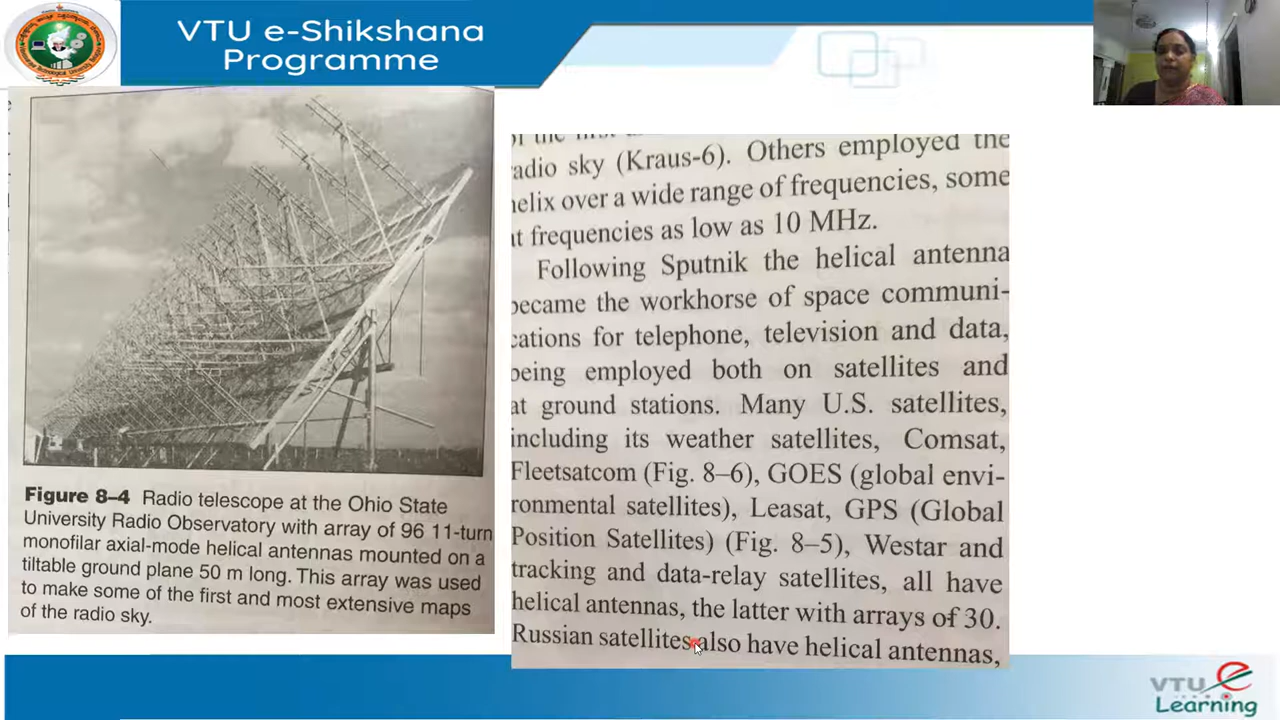 VTU e-Shikshana
Programme
Figure 8–4 Radio telescope at the Ohio State
University Radio Observatory with array of 96 11-turn
monofilar axial-mode helical antennas mounted on a
tiltable ground plane 50 m long. This array was used
to make some of the first and most extensive maps
of the radio sky.
of the first
adio sky (Kraus-6). Others employed the
helix over a wide range of frequencies, some
at frequencies as low as 10 MHz.
Following Sputnik the helical antenna
became the workhorse of space communi-
cations for telephone, television and data,
being employed both on satellites and
at ground stations. Many U.S. satellites,
including its weather satellites, Comsat,
Fleetsatcom (Fig. 8–6), GOES (global envi-
ronmental satellites), Leasat, GPS (Global
Position Satellites) (Fig. 8–5), Westar and
tracking and data-relay satellites, all have
helical antennas, the latter with arrays of 30.
Russian satellites also have helical antennas,
VTU e
Learning